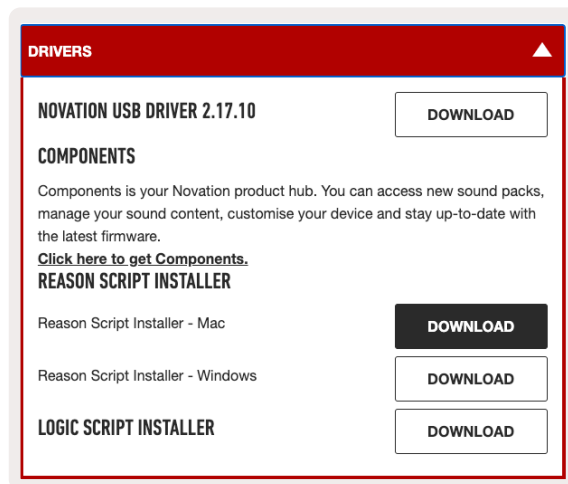 DRIVERS
NOVATION USB DRIVER 2.17.10
DOWNLOAD
COMPONENTS
Components is your Novation product hub. You can access new sound packs,
manage your sound content, customise your device and stay up-to-date with
the latest firmware.
Click here to get Components.
REASON SCRIPT INSTALLER
Reason Script Installer - Mac
DOWNLOAD
Reason Script Installer - Windows
DOWNLOAD
LOGIC SCRIPT INSTALLER
DOWNLOAD